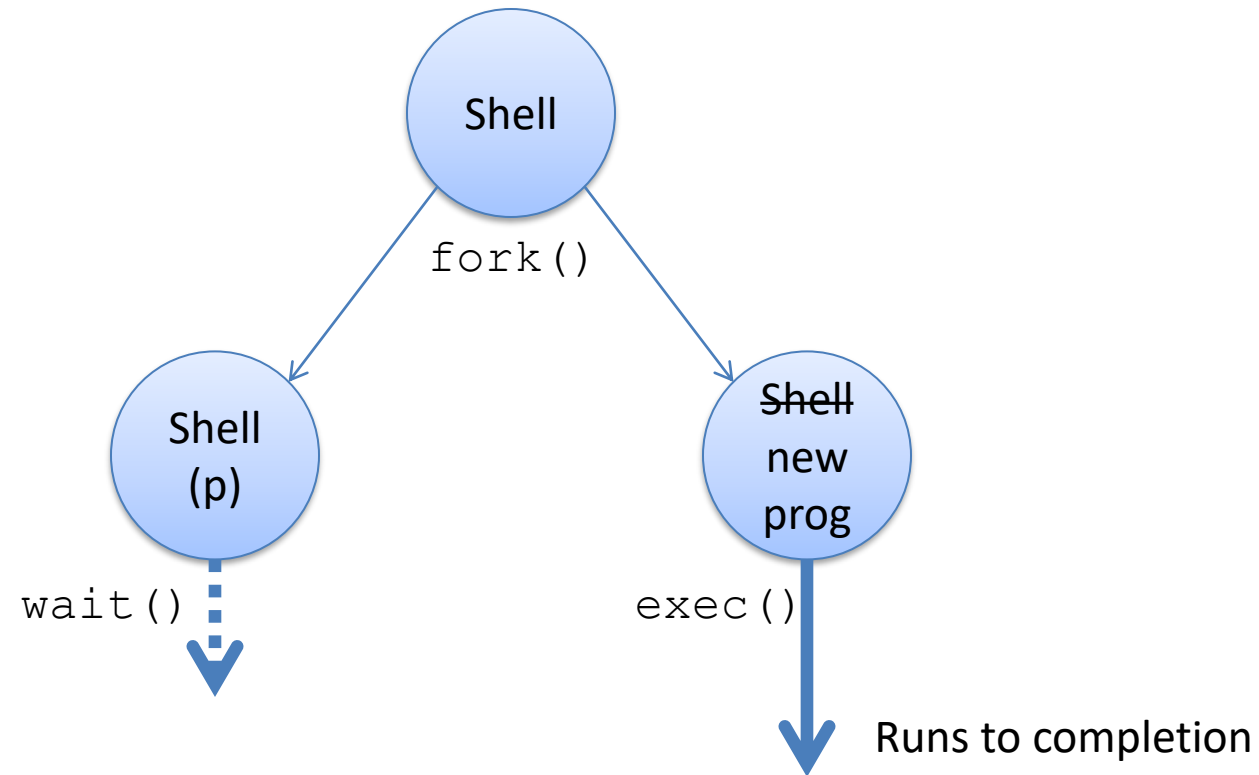 Shell
fork()
Shell
(p)
Shell
new
prog
wait()
exec()
Runs to completion